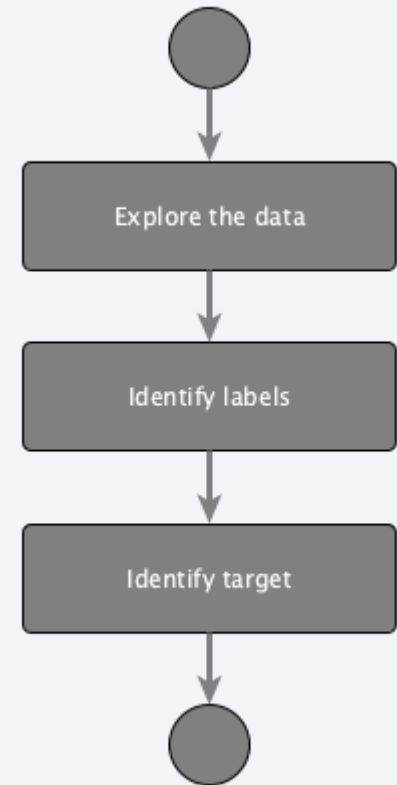 Explore the data
Identify labels
Identify target